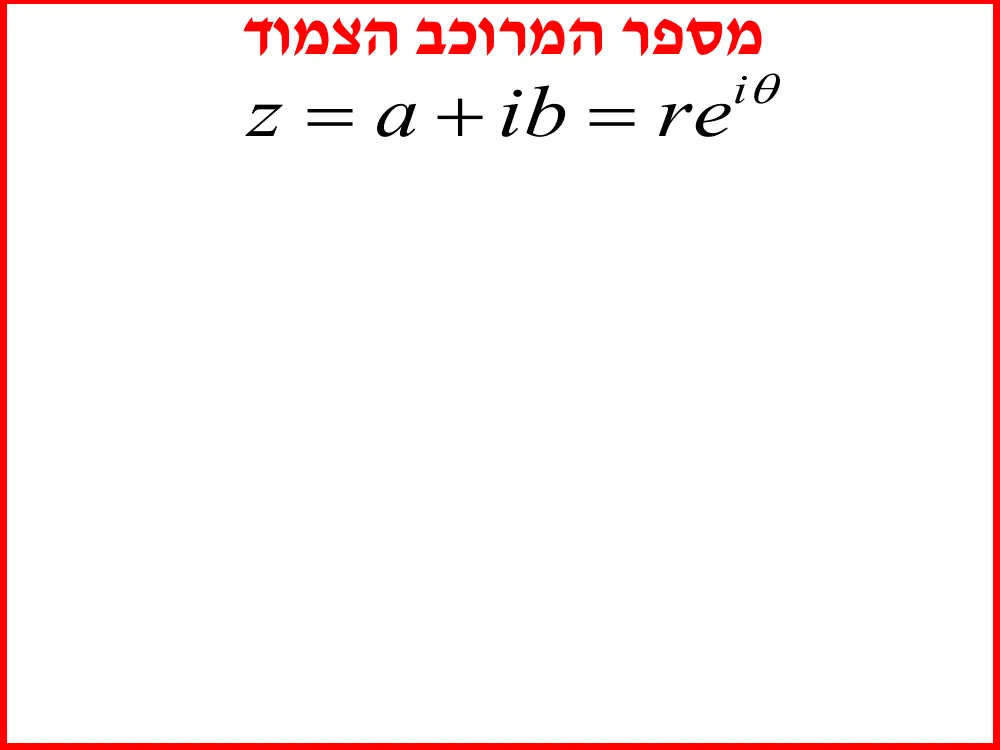 מספר המרוכב הצמוד
z = a + ib = re^{iθ}